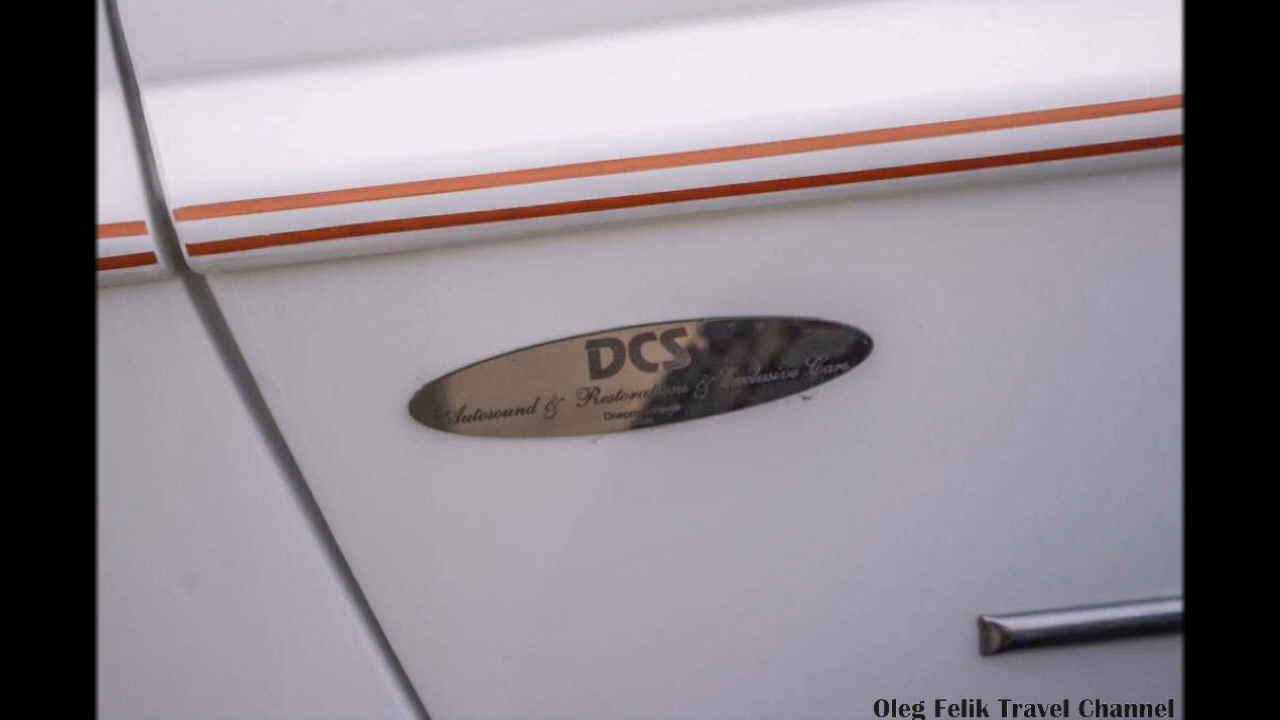 DCS
Autosound & Restorations & Exclusive Cars
Oleg Felik Travel Channel